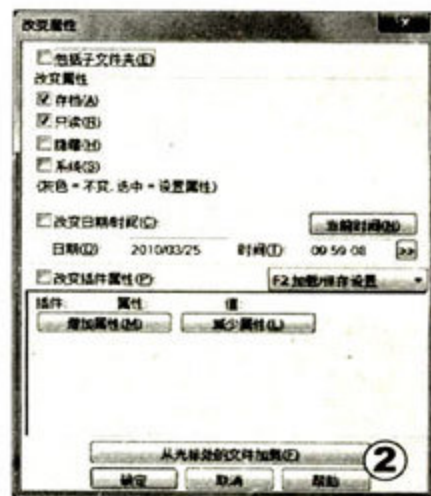 改变属性
包括子文件夹(D)
改变属性
存档(A)
只读(R)
隐藏(H)
系统(S)
(灰色 = 不变, 选中 = 设置属性)
改变日期/时间(C): 当前时间(N)
日期(D): 2010/03/25 时间(T): 09:59:08 >>
改变插件属性(P): F2 加载/保存设置
插件: 属性: 值:
增加属性(M) 减少属性(L)
从光标处的文件加载(F)
②
确定 取消 帮助